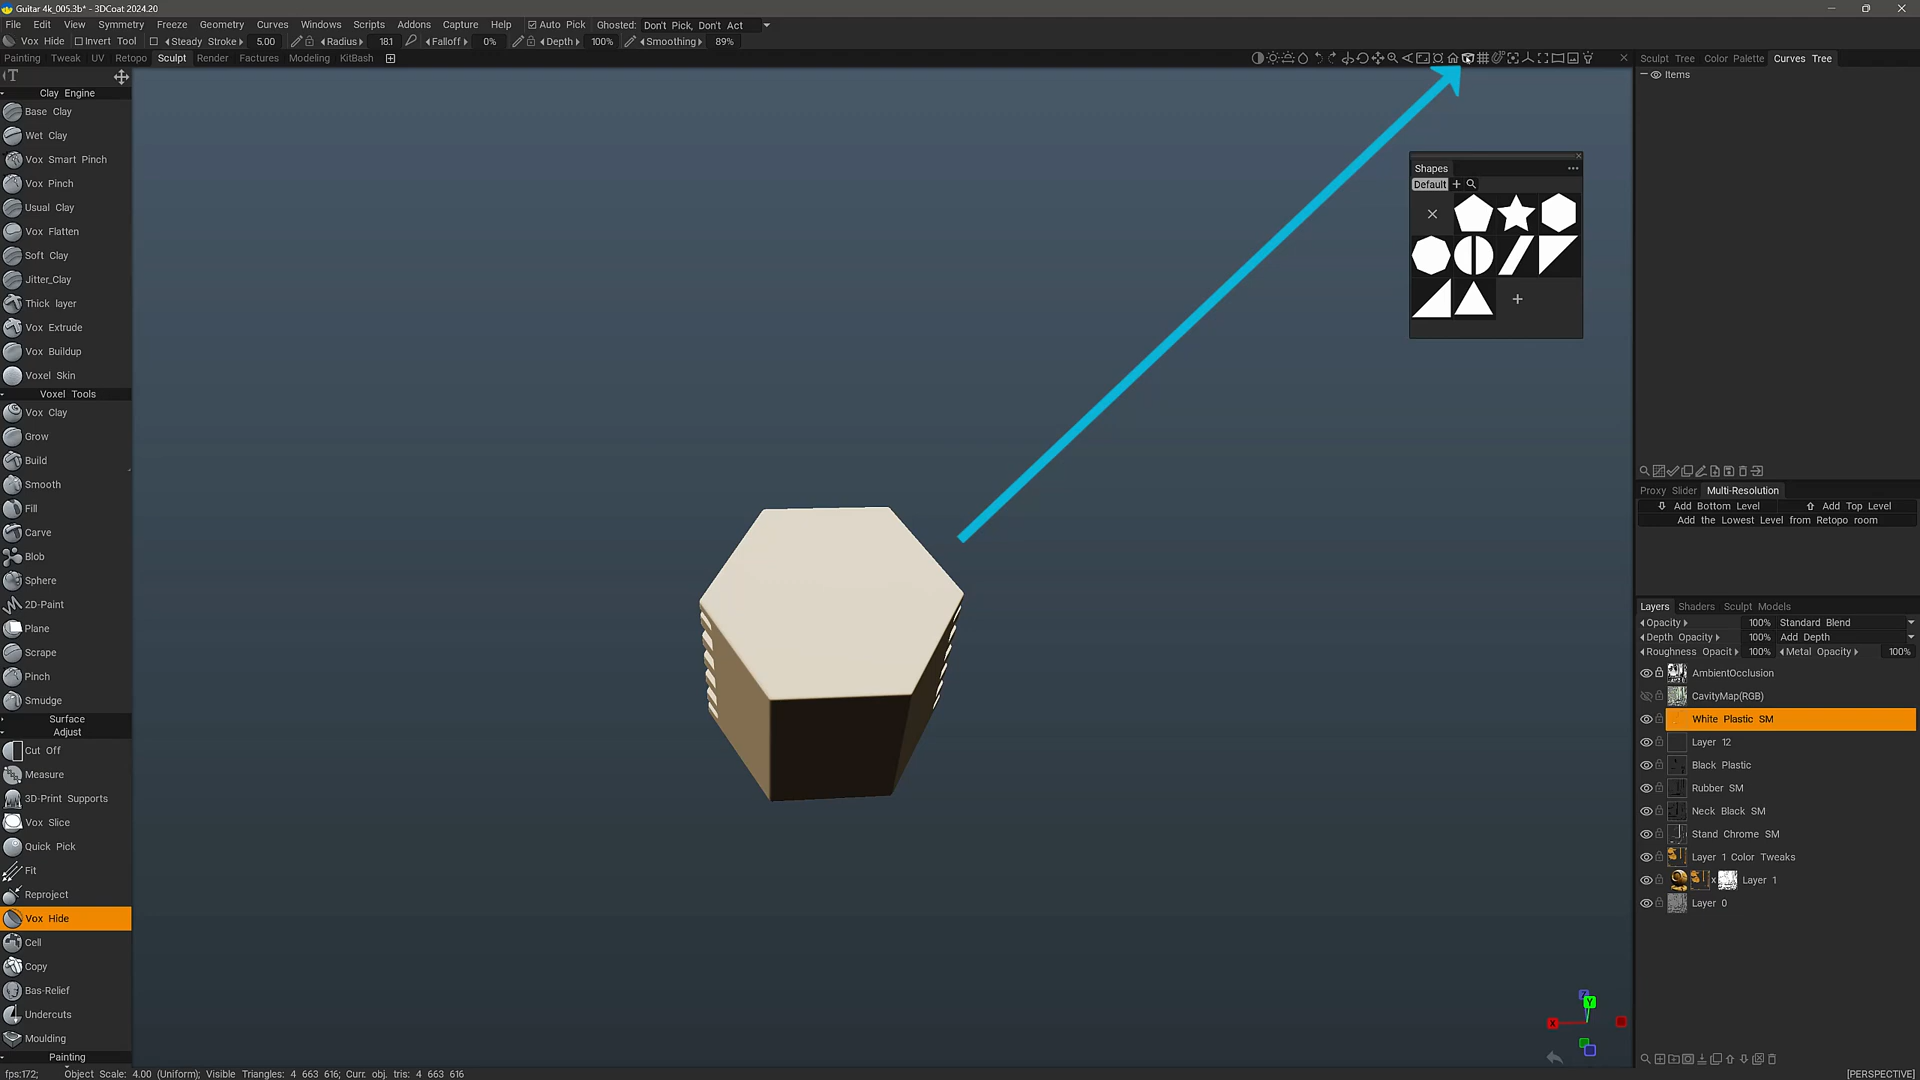 Guitar 4k_005.3b* - 3DCoat 2024.20
File Edit View Symmetry Freeze Geometry Curves Windows Scripts Addons Capture Help Auto Pick Ghosted: Don't Pick, Don't Act
Vox Hide Invert Tool Steady Stroke 5.00 Radius 18.1 Falloff 0% Depth 100% Smoothing 89%
Painting Tweak UV Retopo Sculpt Render Factures Modeling KitBash
Sculpt Tree Color Palette Curves Tree
Items
T
Clay Engine
Base Clay
Wet Clay
Vox Smart Pinch
Vox Pinch
Usual Clay
Vox Flatten
Soft Clay
Jitter_Clay
Thick layer
Vox Extrude
Vox Buildup
Voxel Skin
Voxel Tools
Vox Clay
Grow
Build
Smooth
Fill
Carve
Blob
Sphere
2D-Paint
Plane
Scrape
Pinch
Smudge
Surface
Adjust
Cut Off
Measure
3D-Print Supports
Vox Slice
Quick Pick
Fit
Reproject
Vox Hide
Cell
Copy
Bas-Relief
Undercuts
Moulding
Painting
Shapes
Default
Proxy Slider Multi-Resolution
Add Bottom Level Add Top Level
Add the Lowest Level from Retopo room
Layers Shaders Sculpt Models
Opacity 100% Standard Blend
Depth Opacity 100% Add Depth
Roughness Opacit 100% Metal Opacity 100%
AmbientOcclusion
CavityMap(RGB)
White Plastic SM
Layer 12
Black Plastic
Rubber SM
Neck Black SM
Stand Chrome SM
Layer 1 Color Tweaks
x Layer 1
Layer 0
Z
Y
X
fps:172; Object Scale: 4.00 (Uniform); Visible Triangles: 4 663 616; Curr. obj. tris: 4 663 616
[PERSPECTIVE]